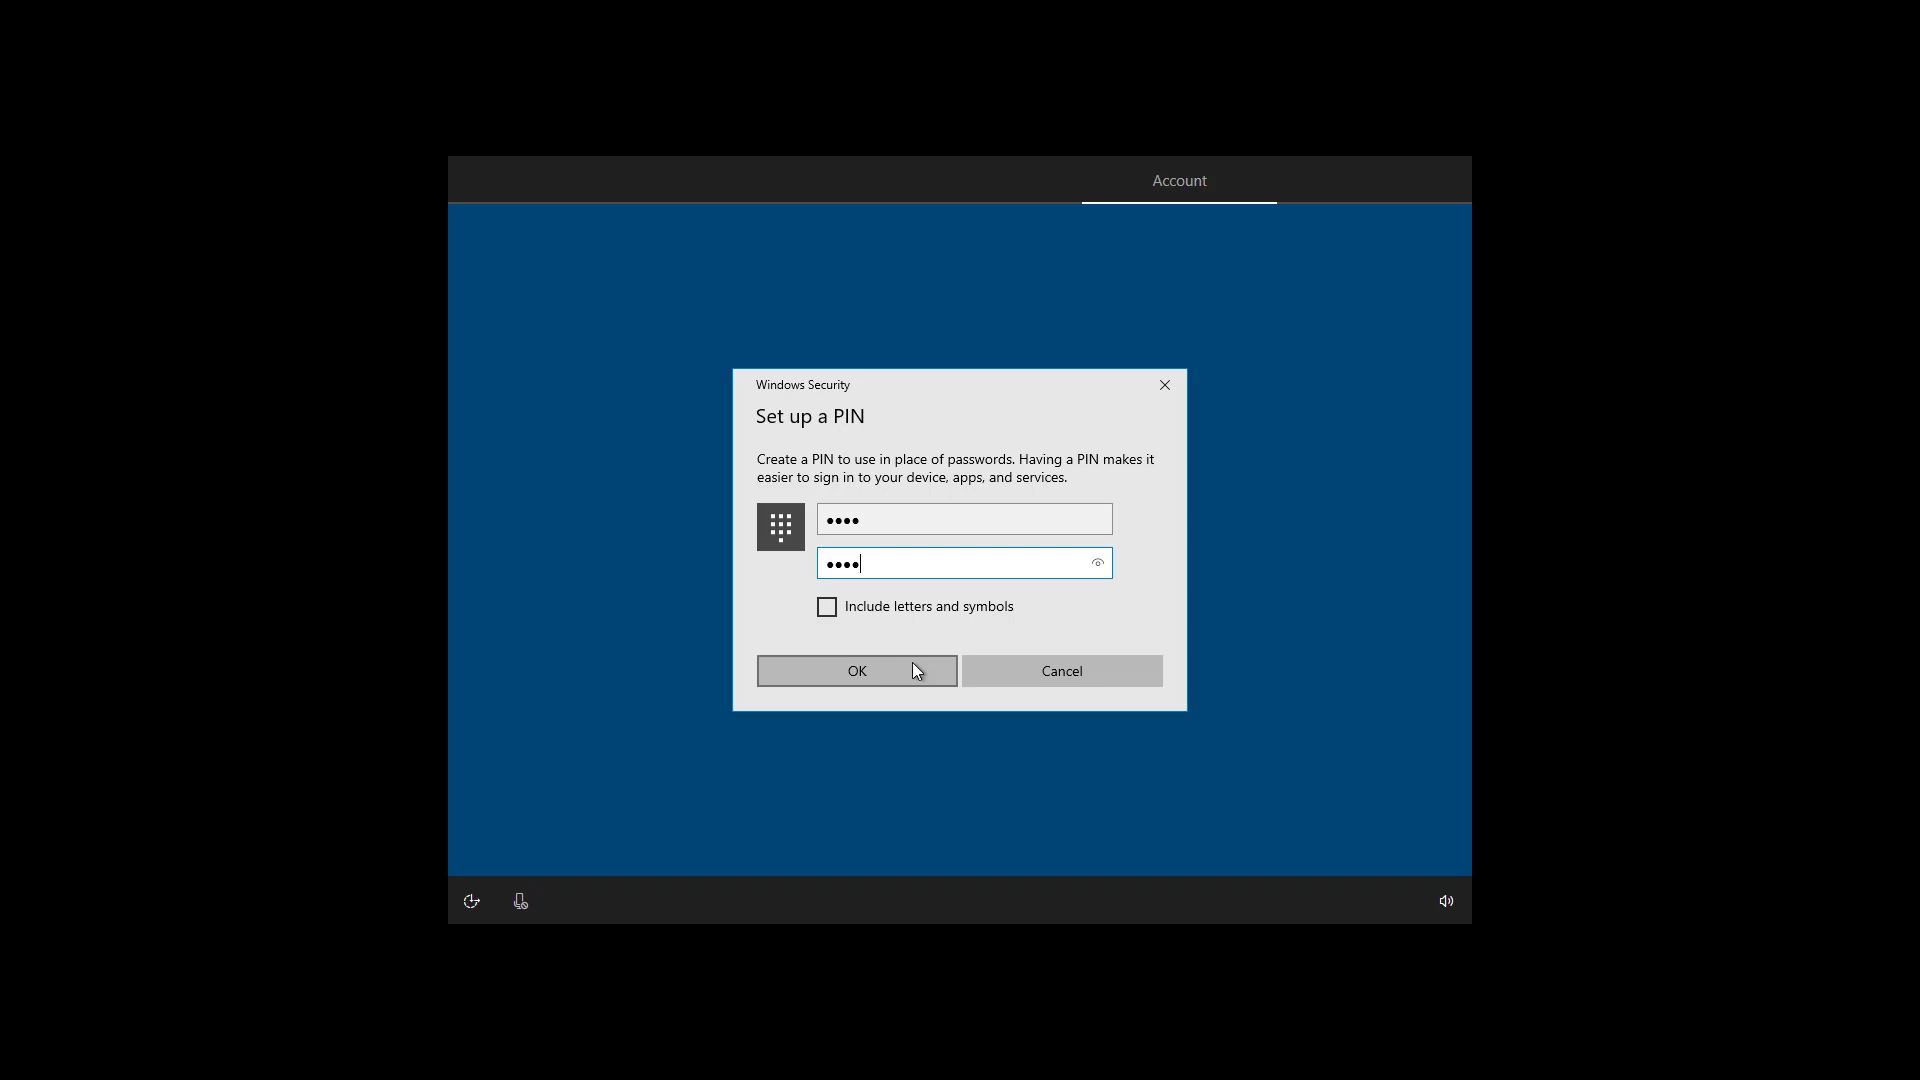 Account
Windows Security
Set up a PIN
Create a PIN to use in place of passwords. Having a PIN makes it
easier to sign in to your device, apps, and services.
●●●●
●●●●
Include letters and symbols
OK
Cancel